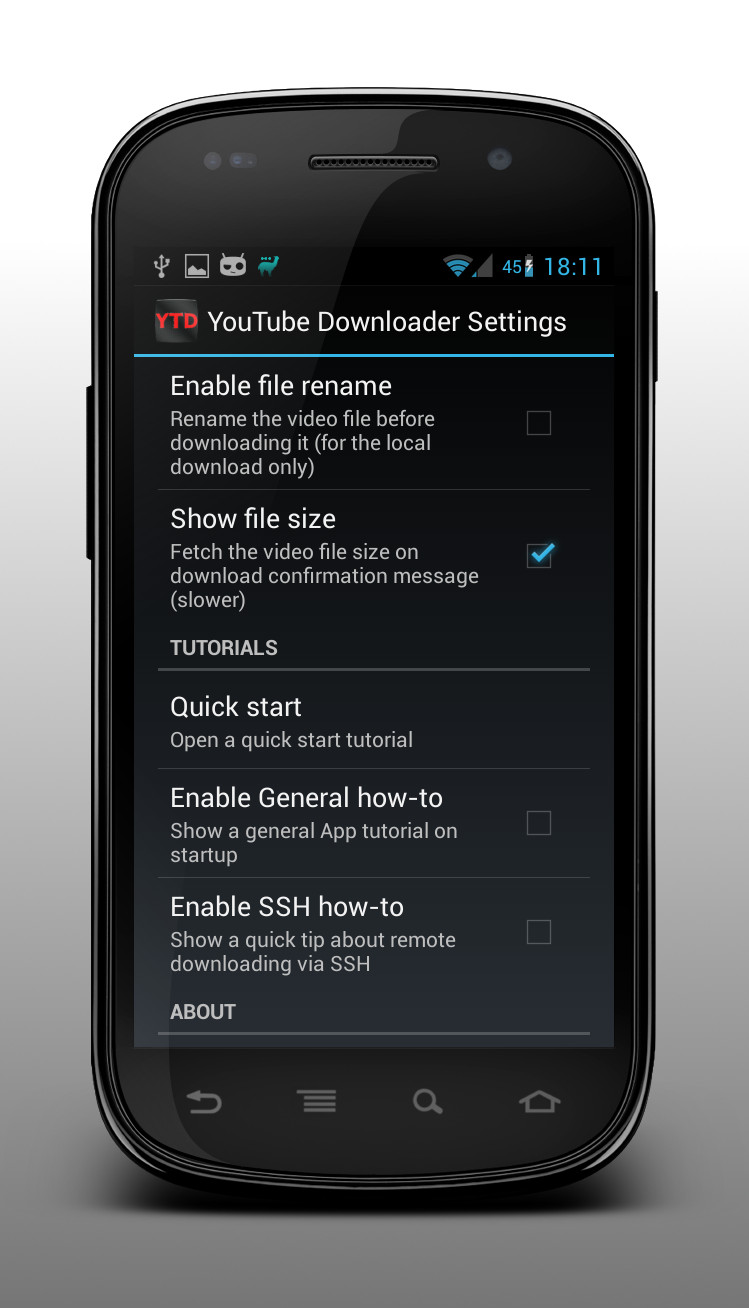 45 18:11
YTD YouTube Downloader Settings
Enable file rename
Rename the video file before
downloading it (for the local
download only)
Show file size
Fetch the video file size on
download confirmation message
(slower)
TUTORIALS
Quick start
Open a quick start tutorial
Enable General how-to
Show a general App tutorial on
startup
Enable SSH how-to
Show a quick tip about remote
downloading via SSH
ABOUT